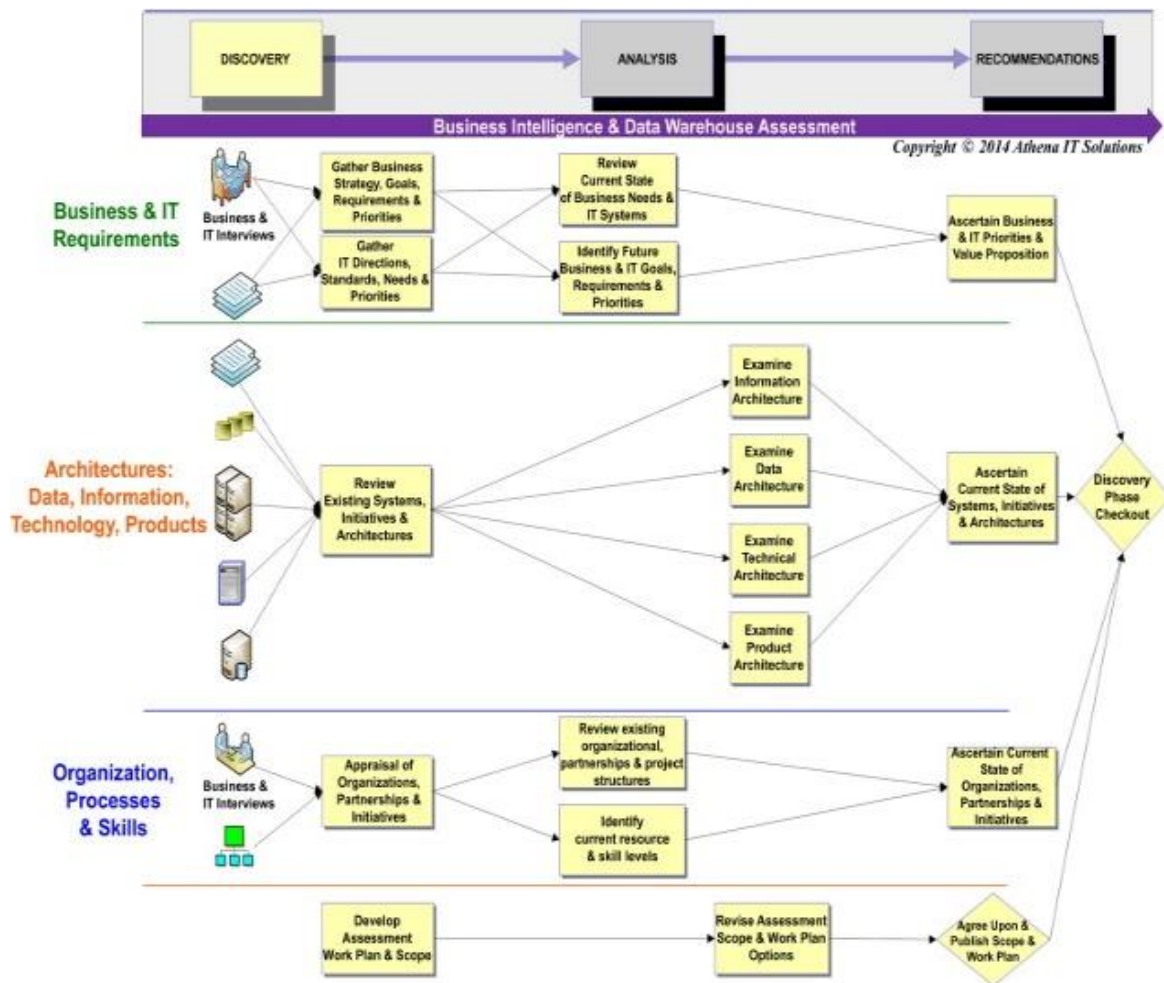 DISCOVERY
ANALYSIS
RECOMMENDATIONS
Business Intelligence & Data Warehouse Assessment
Copyright © 2014 Athena IT Solutions
Business & IT
Requirements
Business &
IT Interviews
Gather Business
Strategy, Goals,
Requirements &
Priorities
Gather
IT Directions,
Standards, Needs &
Priorities
Review
Current State
of Business Needs &
IT Systems
Identify Future
Business & IT Goals,
Requirements &
Priorities
Ascertain Business
& IT Priorities &
Value Proposition
Architectures:
Data, Information,
Technology, Products
Review
Existing Systems,
Initiatives &
Architectures
Examine
Information
Architecture
Examine
Data
Architecture
Examine
Technical
Architecture
Examine
Product
Architecture
Ascertain
Current State of
Systems, Initiatives
& Architectures
Discovery
Phase
Checkout
Organization,
Processes
& Skills
Business &
IT Interviews
Appraisal of
Organizations,
Partnerships &
Initiatives
Review existing
organizational,
partnerships & project
structures
Identify
current resource
& skill levels
Ascertain Current
State of
Organizations,
Partnerships &
Initiatives
Develop
Assessment
Work Plan & Scope
Revise Assessment
Scope & Work Plan
Options
Agree Upon &
Publish Scope &
Work Plan